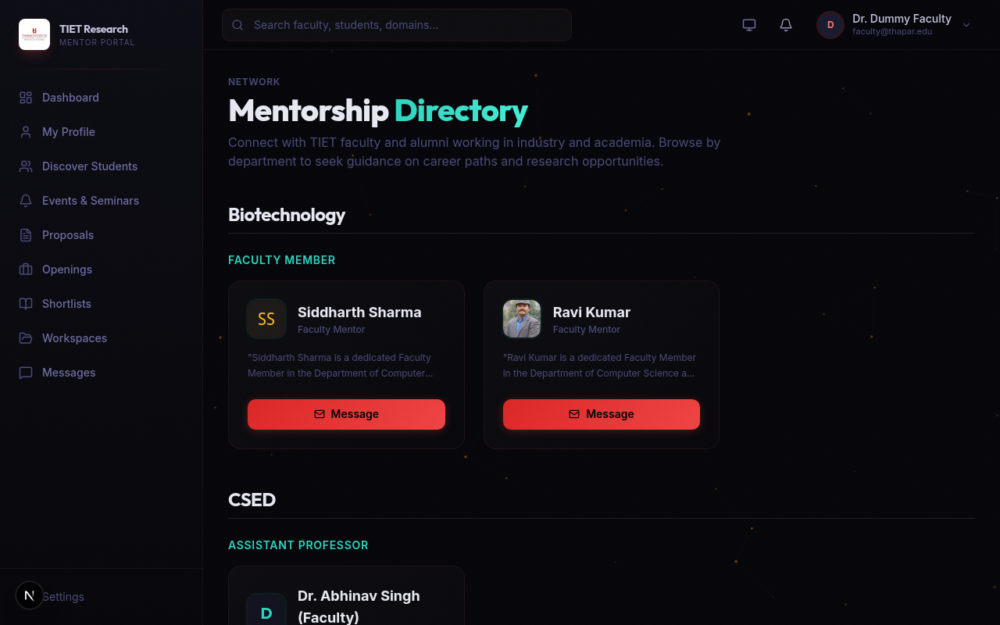 TIET Research
MENTOR PORTAL
Search faculty, students, domains...
D
Dr. Dummy Faculty
faculty@thapar.edu
Dashboard
My Profile
Discover Students
Events & Seminars
Proposals
Openings
Shortlists
Workspaces
Messages
N
Settings
NETWORK
Mentorship Directory
Connect with TIET faculty and alumni working in industry and academia. Browse by
department to seek guidance on career paths and research opportunities.
Biotechnology
FACULTY MEMBER
SS
Siddharth Sharma
Faculty Mentor
"Siddharth Sharma is a dedicated Faculty
Member in the Department of Computer...
Message
Ravi Kumar
Faculty Mentor
"Ravi Kumar is a dedicated Faculty Member
in the Department of Computer Science a...
Message
CSED
ASSISTANT PROFESSOR
D
Dr. Abhinav Singh
(Faculty)